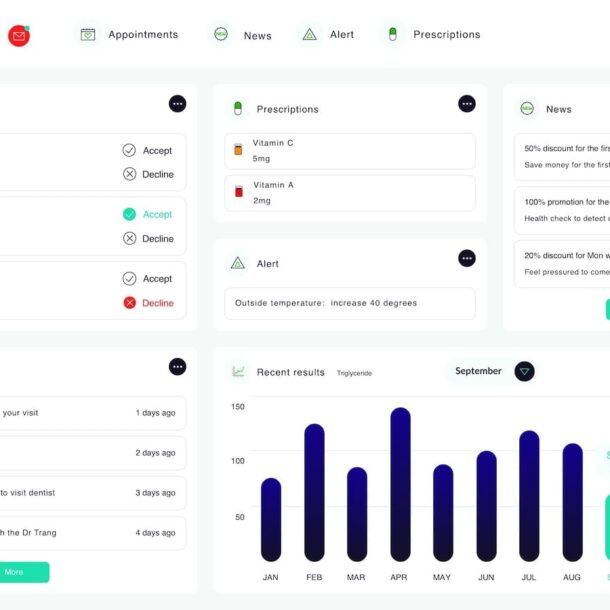 Appointments
NEW
News
Alert
Prescriptions
Accept
Decline
Accept
Decline
Accept
Decline
Prescriptions
Vitamin C
5mg
Vitamin A
2mg
Alert
Outside temperature: increase 40 degrees
NEW
News
50% discount for the firs
Save money for the first
100% promotion for the
Health check to detect
20% discount for Mon w
Feel pressured to come
your visit
1 days ago
2 days ago
to visit dentist
3 days ago
h the Dr Trang
4 days ago
More
Recent results
Triglyceride
September
150
100
50
JAN
FEB
MAR
APR
MAY
JUN
JUL
AUG
S
S